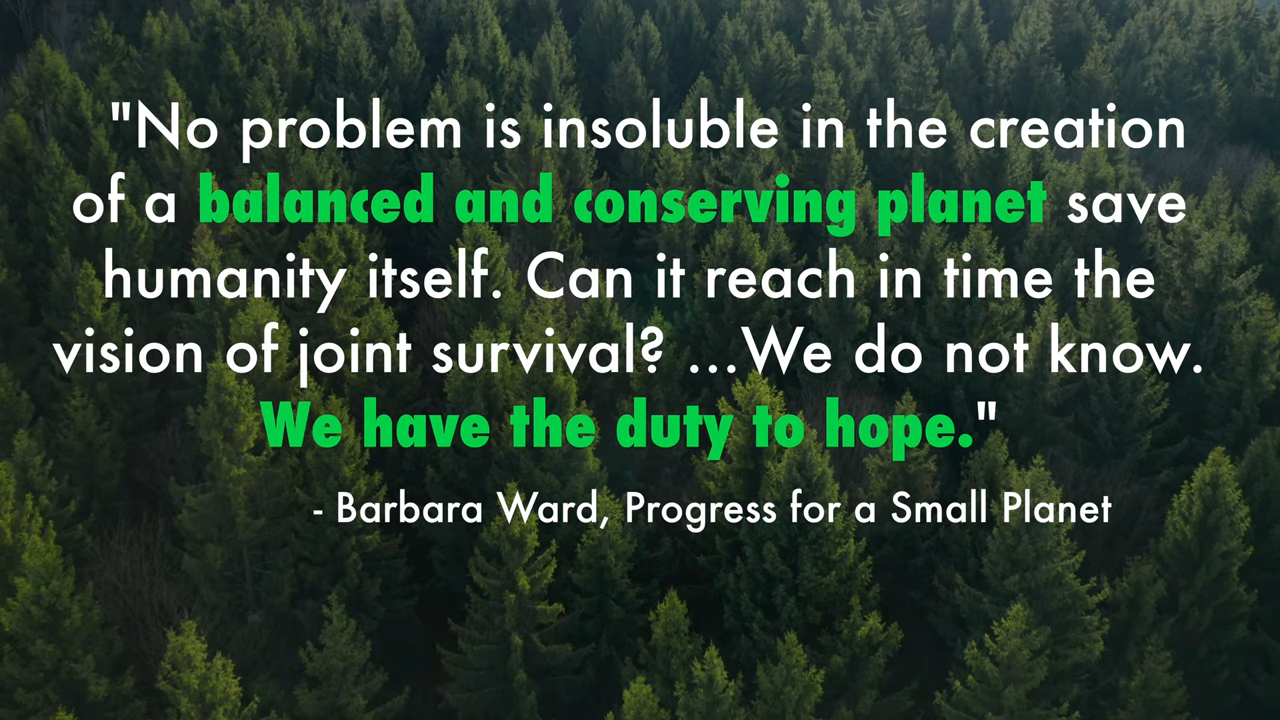 "No problem is insoluble in the creation
of a balanced and conserving planet save
humanity itself. Can it reach in time the
vision of joint survival? ...We do not know.
We have the duty to hope."
- Barbara Ward, Progress for a Small Planet